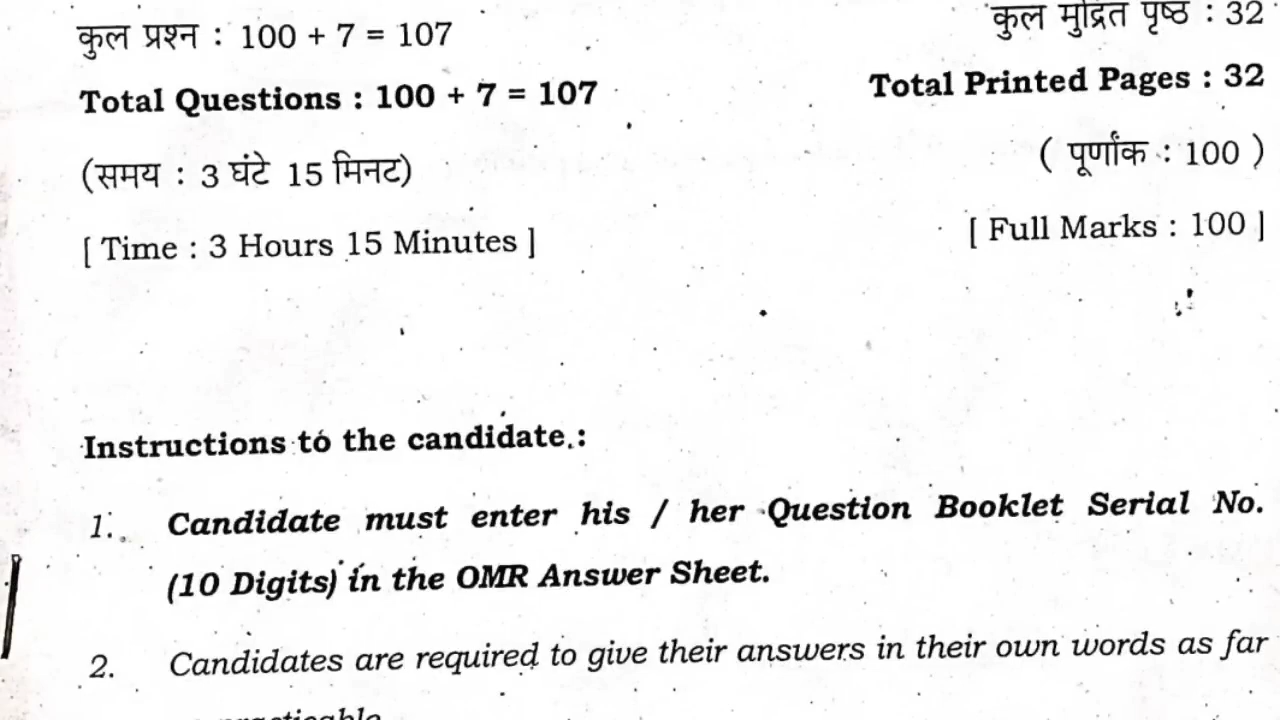 कुल प्रश्न : 100 + 7 = 107
कुल मुद्रित पृष्ठ : 32
Total Questions : 100 + 7 = 107
Total Printed Pages : 32
(समय : 3 घंटे 15 मिनट)
( पूर्णांक : 100 )
[ Time : 3 Hours 15 Minutes ]
[ Full Marks : 100 ]
Instructions to the candidate :
1. Candidate must enter his / her Question Booklet Serial No.
(10 Digits) in the OMR Answer Sheet.
2. Candidates are required to give their answers in their own words as far
practicable